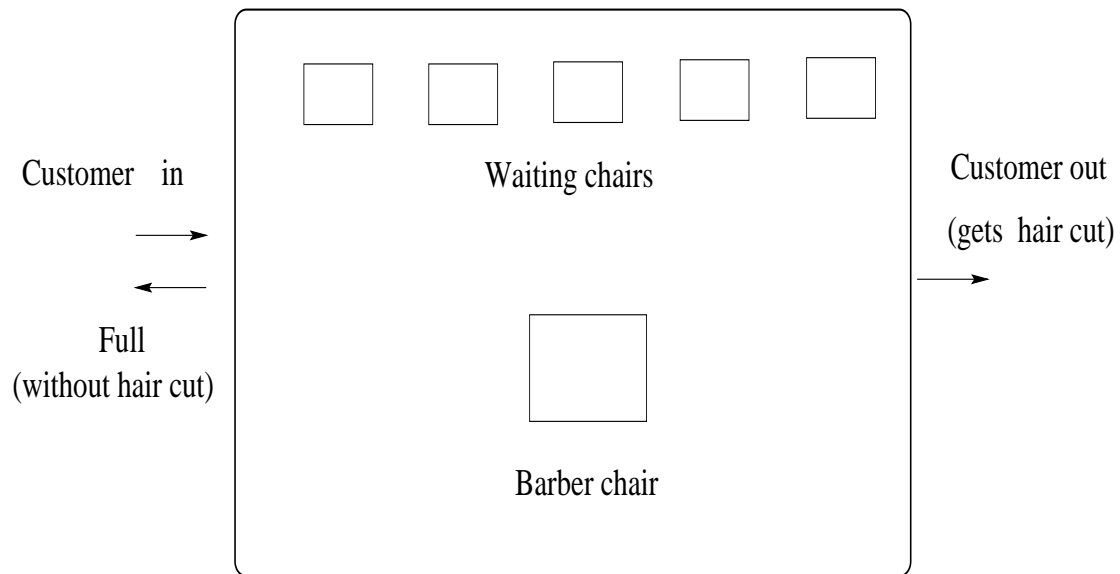 Waiting chairs
Customer in
Full
(without hair cut)
Customer out
(gets hair cut)
Barber chair